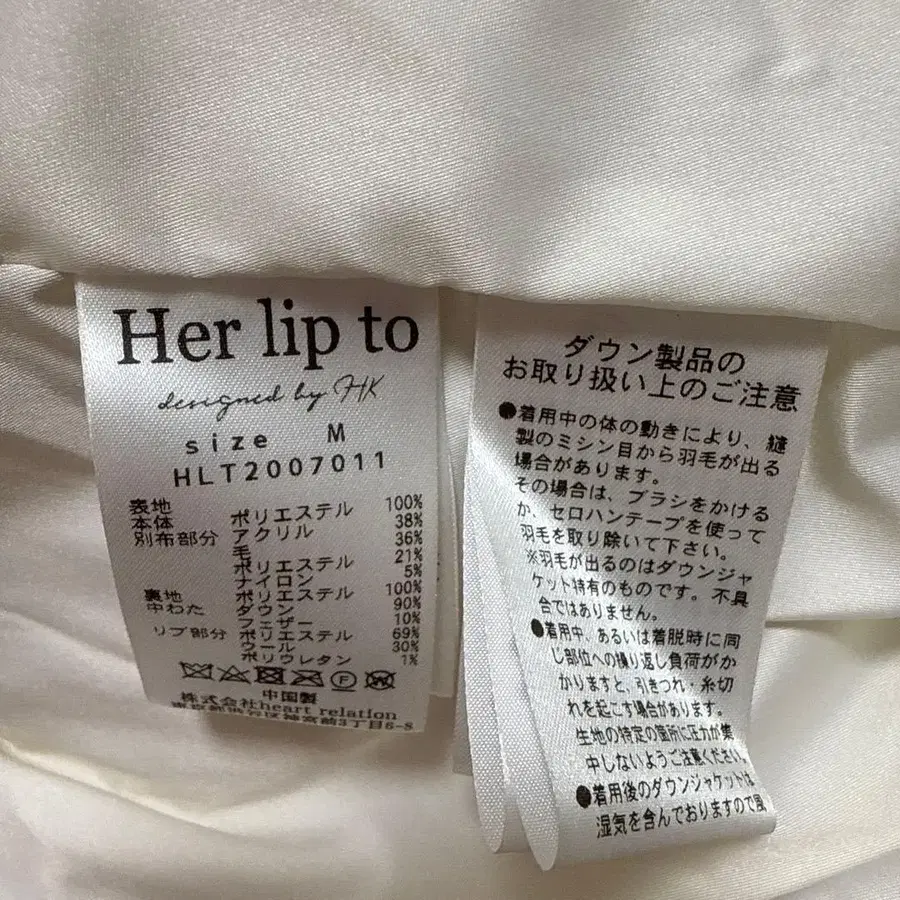 Her lip to
designed by HK
size M
HLT2007011
表地
本体 ポリエステル 100%
別布部分 アクリル 38%
毛 36%
ポリエステル 21%
ナイロン 5%
裏地 ポリエステル 100%
中わた ダウン 90%
フェザー 10%
リブ部分 ポリエステル 69%
ウール 30%
ポリウレタン 1%
中国製
株式会社heart relation
東京都渋谷区神宮前3丁目6-8
ダウン製品の
お取り扱い上のご注意
●着用中の体の動きにより、縫
製のミシン目から羽毛が出る
場合があります。
その場合は、ブラシをかける
か、セロハンテープを使って
羽毛を取り除いて下さい。
※羽毛が出るのはダウンジャ
ケット特有のものです。不具
合ではありません。
●着用中、あるいは着脱時に同
じ部位への繰り返し負荷がか
かりますと、引きつれ・糸切
れを起こす場合があります。
生地の特定の箇所に圧力が集
中しないようご注意ください。
●着用後のダウンジャケットは
湿気を含んでおりますので風